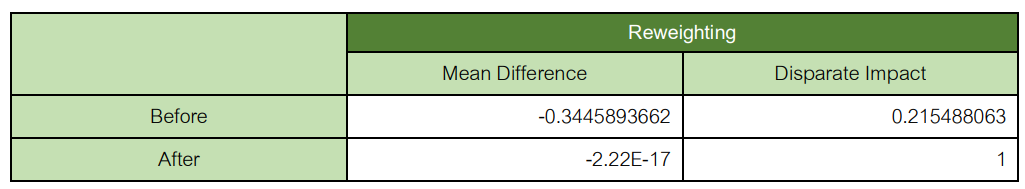 Reweighting
Mean Difference Disparate Impact
Before -0.3445893662 0.215488063
After -2.22E-17 1